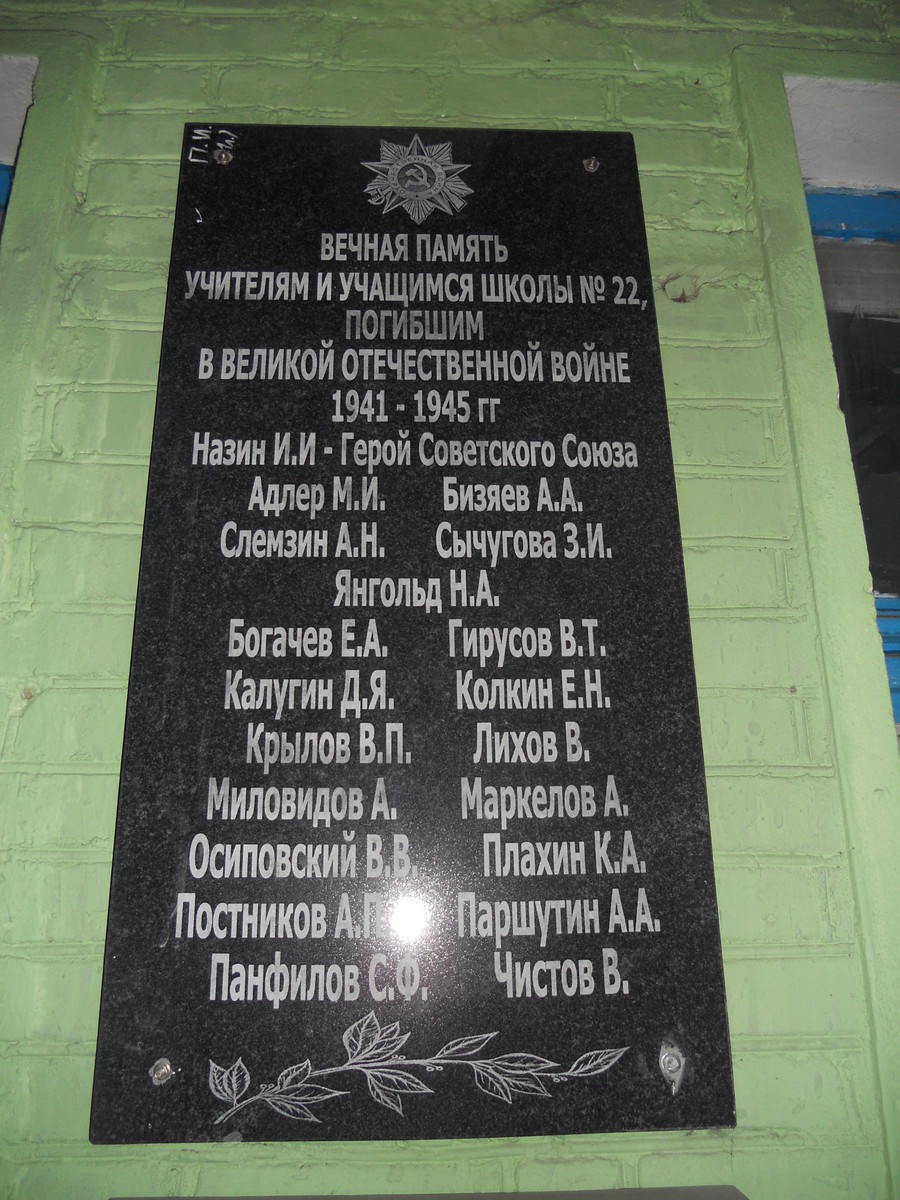 П.И.
ВЕЧНАЯ ПАМЯТЬ
УЧИТЕЛЯМ И УЧАЩИМСЯ ШКОЛЫ № 22,
ПОГИБШИМ
В ВЕЛИКОЙ ОТЕЧЕСТВЕННОЙ ВОЙНЕ
1941 - 1945 гг
Назин И.И - Герой Советского Союза
Адлер М.И. Бизяев А.А.
Слемзин А.Н. Сычугова З.И.
Янгольд Н.А.
Богачев Е.А. Гирусов В.Т.
Калугин Д.Я. Колкин Е.Н.
Крылов В.П. Лихов В.
Миловидов А. Маркелов А.
Осиповский В.В. Плахин К.А.
Постников Паршутин А.А.
Панфилов С.Ф. Чистов В.